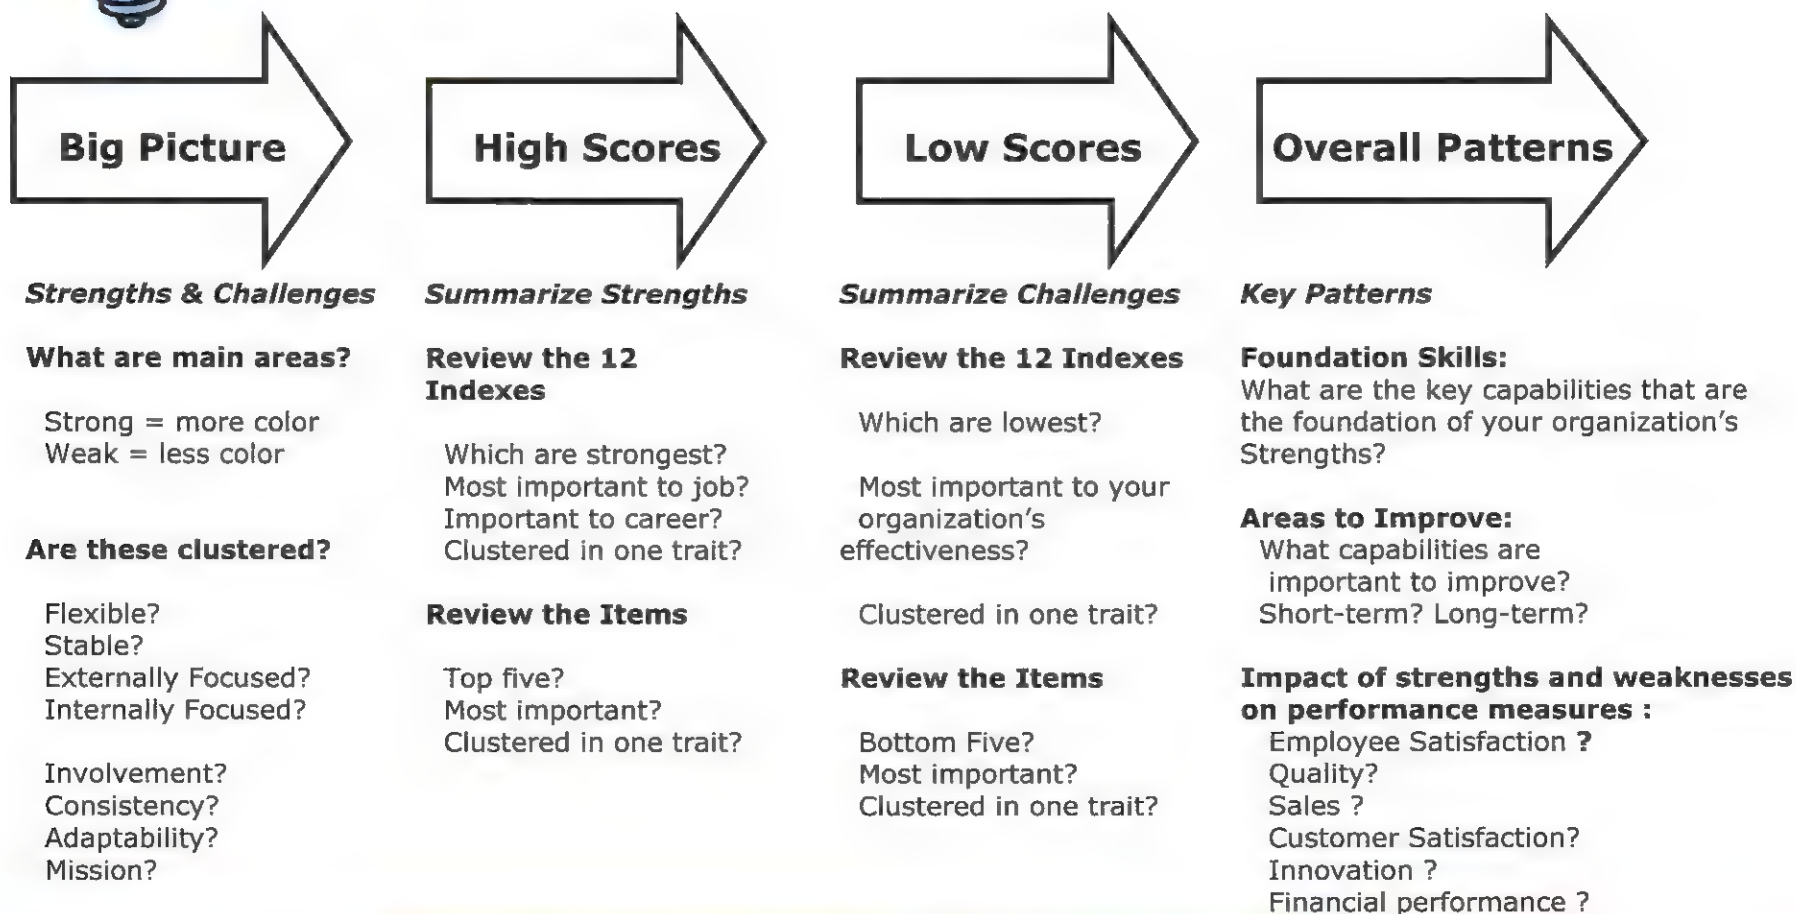 Big Picture
Strengths & Challenges
What are main areas?
Strong = more color
Weak = less color
Are these clustered?
Flexible?
Stable?
Externally Focused?
Internally Focused?
Involvement?
Consistency?
Adaptability?
Mission?
High Scores
Summarize Strengths
Review the 12
Indexes
Which are strongest?
Most important to job?
Important to career?
Clustered in one trait?
Review the Items
Top five?
Most important?
Clustered in one trait?
Low Scores
Summarize Challenges
Review the 12 Indexes
Which are lowest?
Most important to your
organization's
effectiveness?
Clustered in one trait?
Review the Items
Bottom Five?
Most important?
Clustered in one trait?
Overall Patterns
Key Patterns
Foundation Skills:
What are the key capabilities that are
the foundation of your organization's
Strengths?
Areas to Improve:
What capabilities are
important to improve?
Short-term? Long-term?
Impact of strengths and weaknesses
on performance measures :
Employee Satisfaction ?
Quality?
Sales ?
Customer Satisfaction?
Innovation ?
Financial performance ?